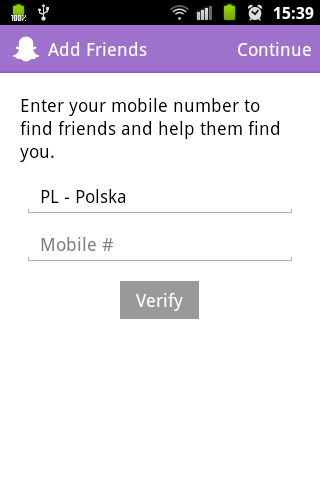 100%
15:39
Add Friends
Continue
Enter your mobile number to
find friends and help them find
you.
PL - Polska
Mobile #
Verify